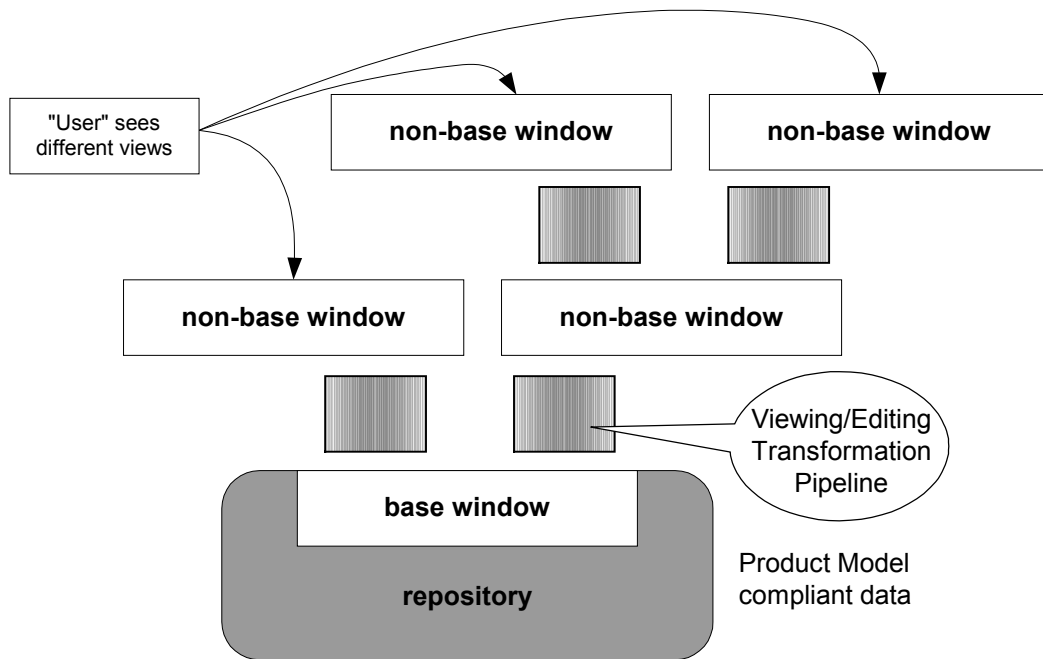 "User" sees
different views
non-base window
non-base window
non-base window
non-base window
Viewing/Editing
Transformation
Pipeline
base window
repository
Product Model
compliant data